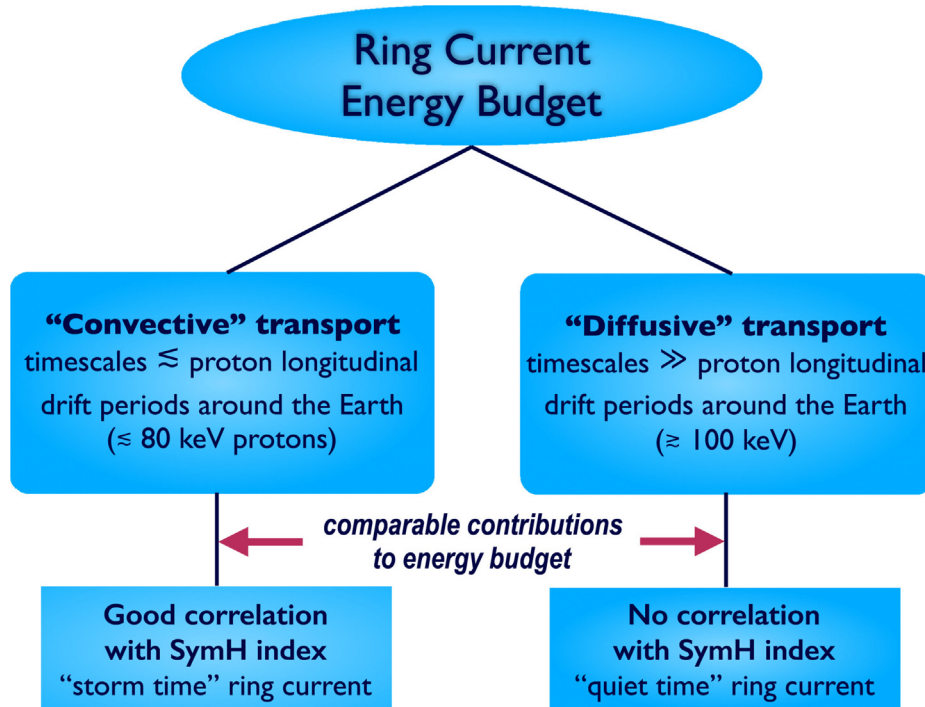 Ring Current
Energy Budget
“Convective” transport
timescales ≲ proton longitudinal
drift periods around the Earth
(≲ 80 keV protons)
“Diffusive” transport
timescales ≫ proton longitudinal
drift periods around the Earth
(≳ 100 keV)
comparable contributions
to energy budget
Good correlation
with SymH index
“storm time” ring current
No correlation
with SymH index
“quiet time” ring current